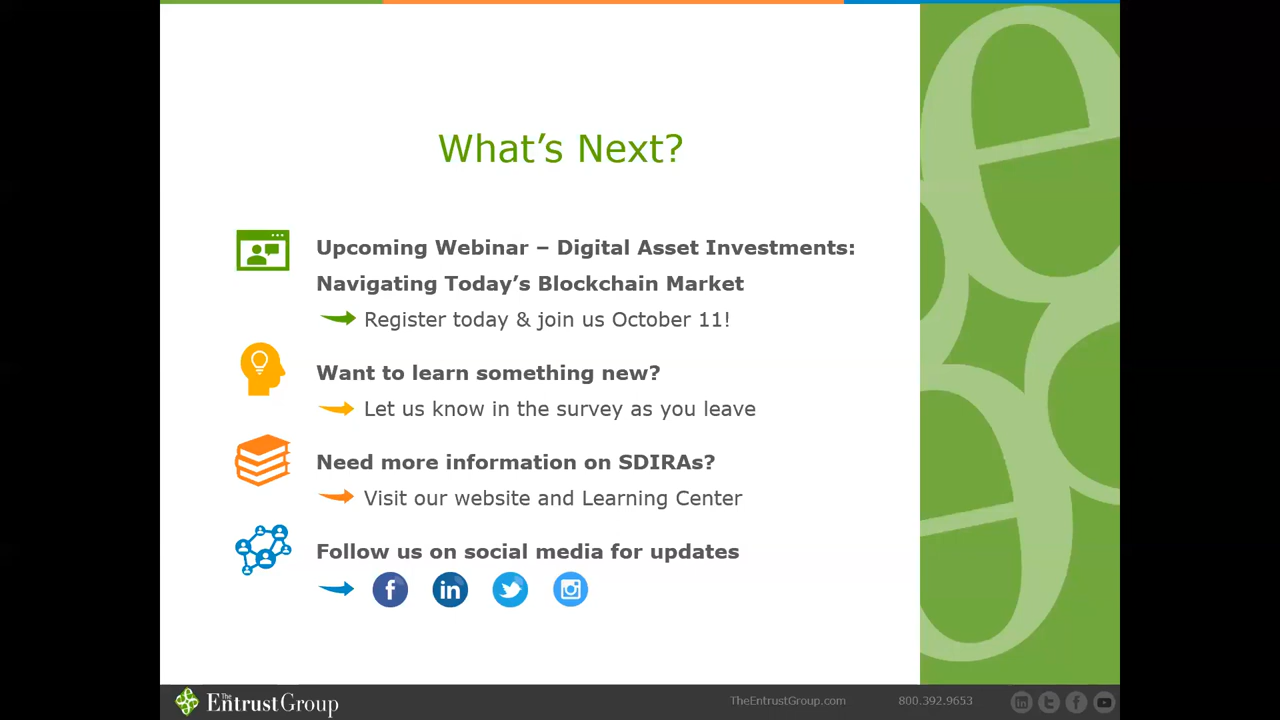 What's Next?
Upcoming Webinar – Digital Asset Investments:
Navigating Today's Blockchain Market
Register today & join us October 11!
Want to learn something new?
Let us know in the survey as you leave
Need more information on SDIRAs?
Visit our website and Learning Center
Follow us on social media for updates
The EntrustGroup
TheEntrustGroup.com
800.392.9653